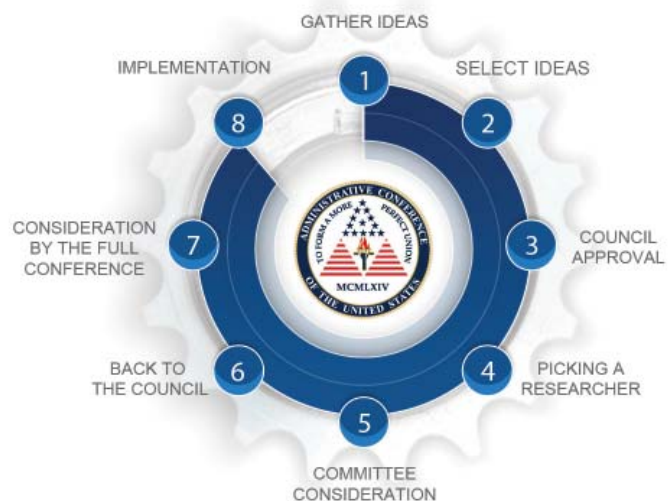 GATHER IDEAS
1
SELECT IDEAS
2
3
COUNCIL
APPROVAL
4
PICKING A
RESEARCHER
5
COMMITTEE
CONSIDERATION
6
BACK TO
THE COUNCIL
7
CONSIDERATION
BY THE FULL
CONFERENCE
8
IMPLEMENTATION
ADMINISTRATIVE CONFERENCE
OF THE UNITED STATES
TO FORM A MORE
PERFECT UNION
MCMLXIV